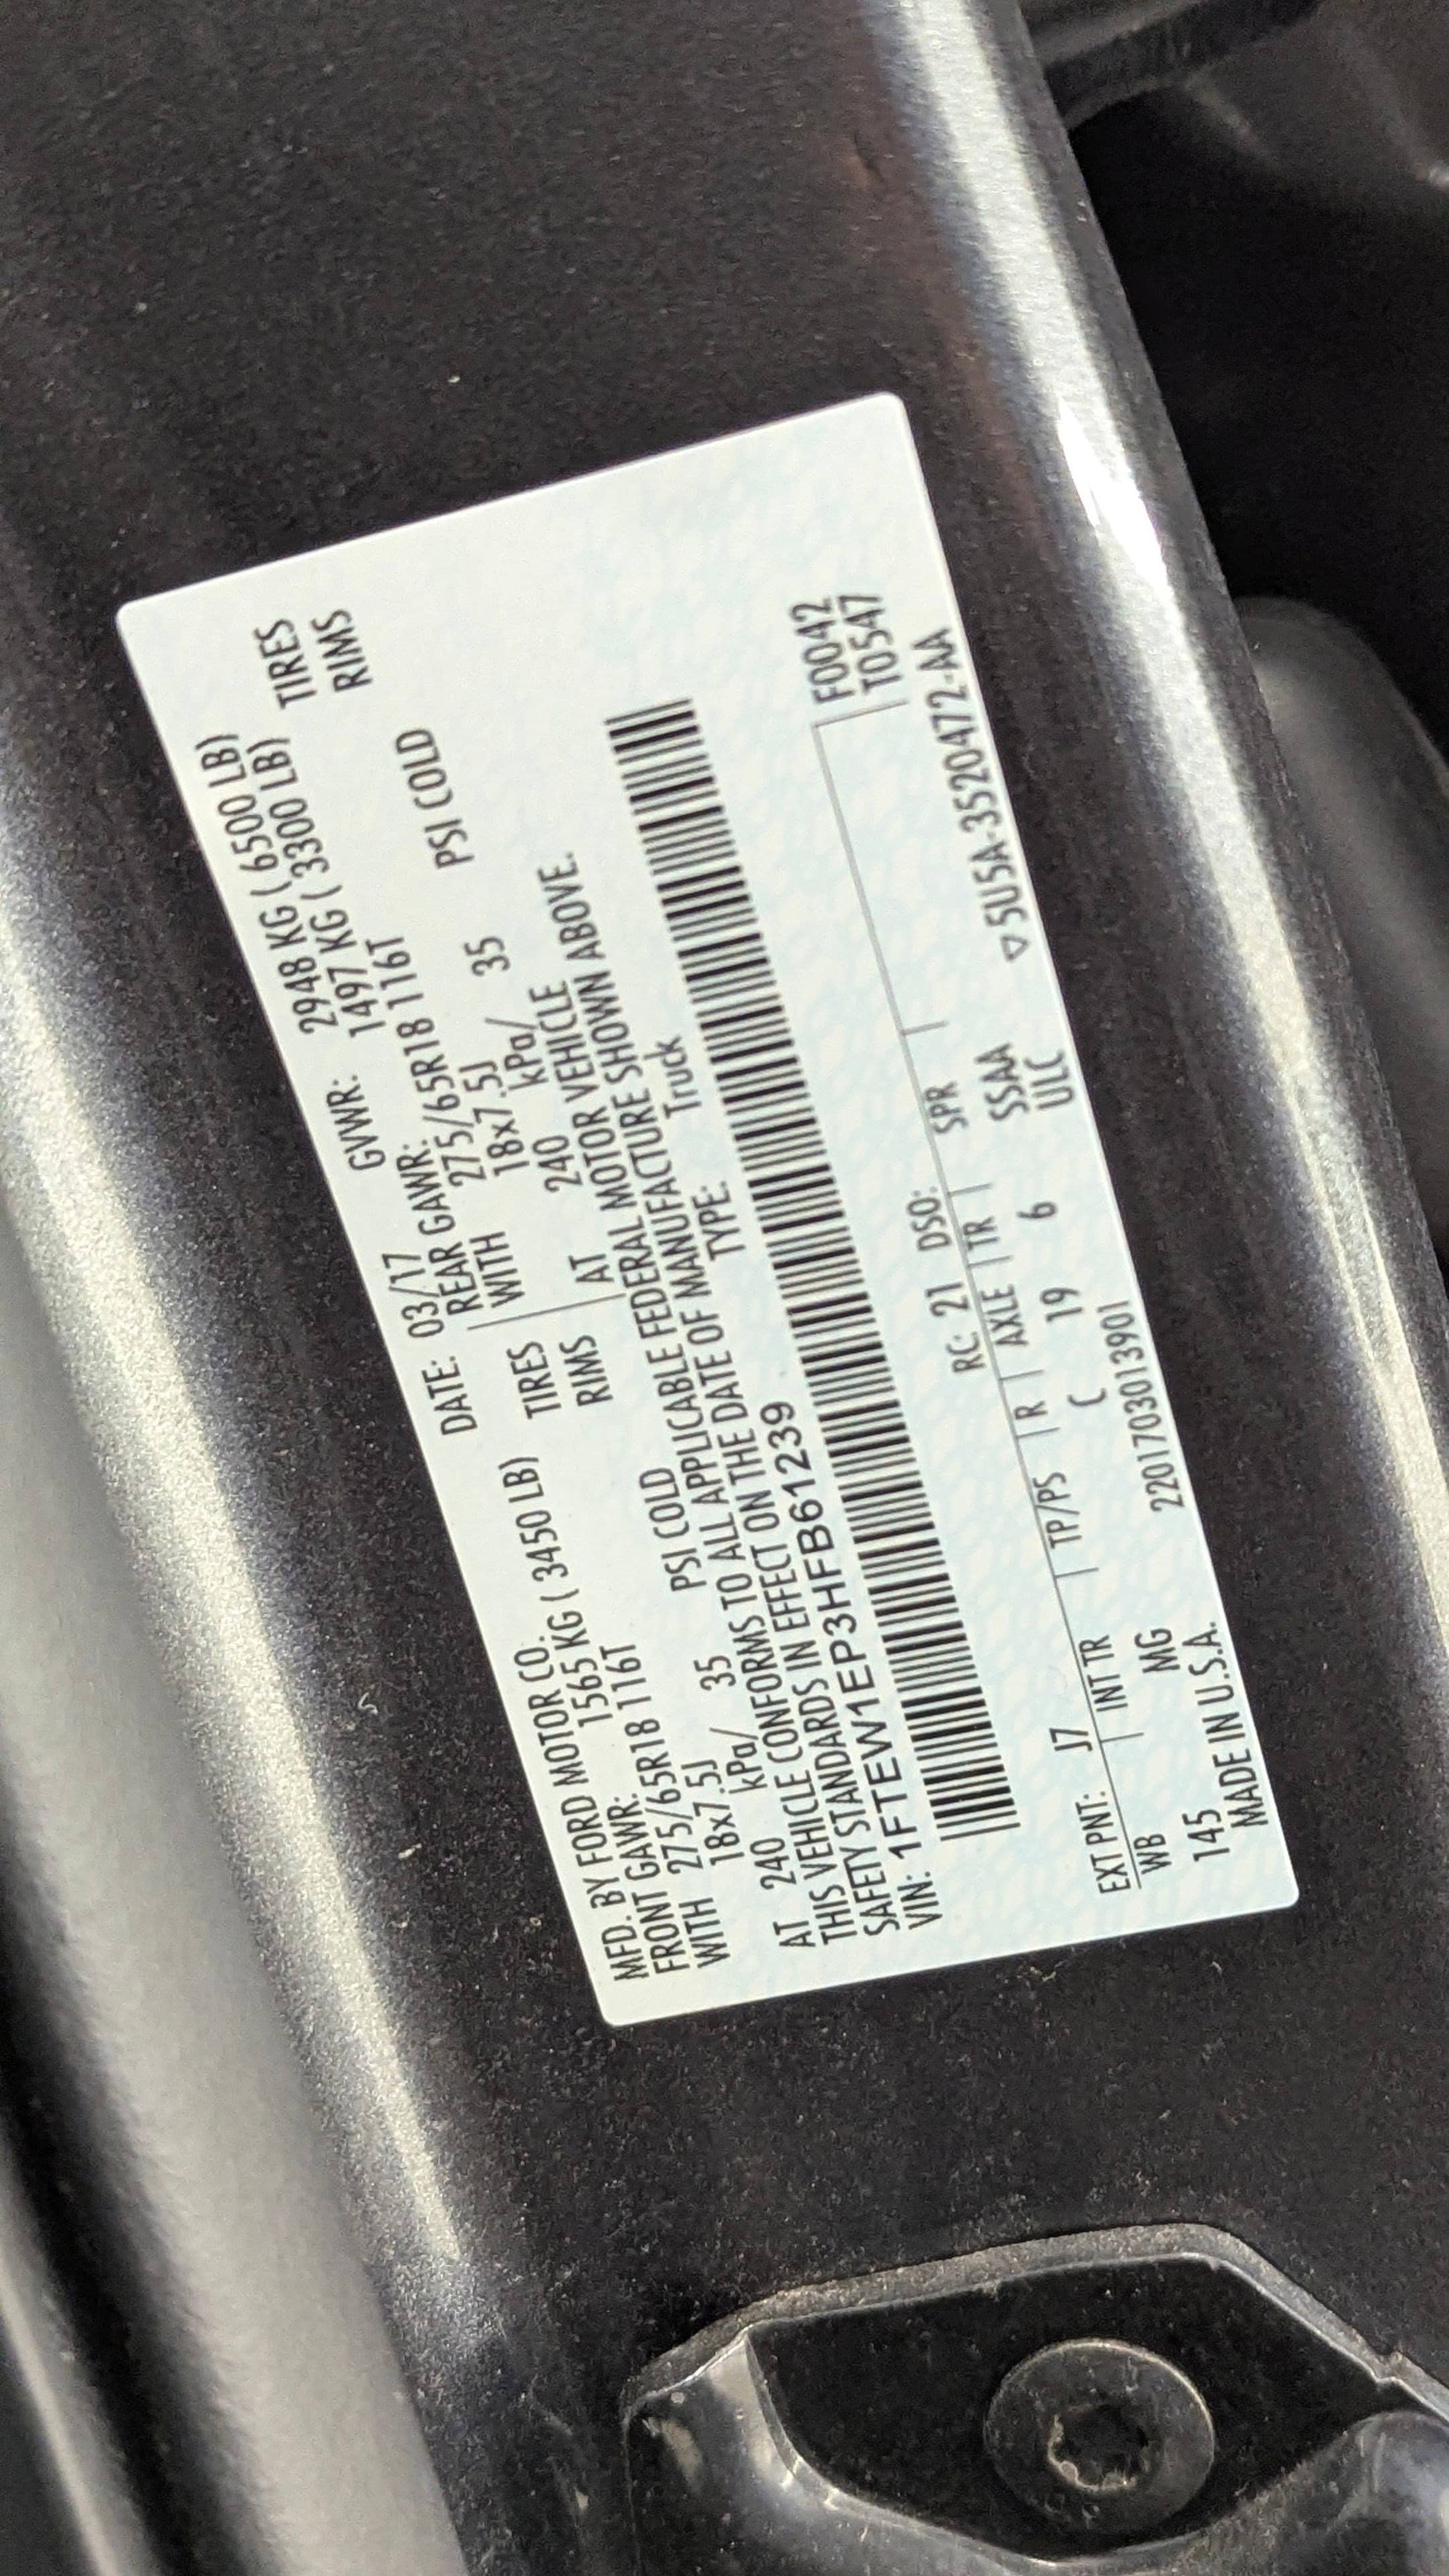 MFD. BY FORD MOTOR CO. DATE: 03/17 GVWR: 2948 KG ( 6500 LB)
FRONT GAWR: 1565 KG ( 3450 LB) REAR GAWR: 1497 KG ( 3300 LB)
WITH 275/65R18 116T TIRES WITH 275/65R18 116T TIRES
18x7.5J RIMS 18x7.5J RIMS
AT 240 kPa/ 35 PSI COLD AT 240 kPa/ 35 PSI COLD
THIS VEHICLE CONFORMS TO ALL APPLICABLE FEDERAL MOTOR VEHICLE
SAFETY STANDARDS IN EFFECT ON THE DATE OF MANUFACTURE SHOWN ABOVE.
VIN: 1FTEW1EP3HFB61239 TYPE: Truck
F0042
T0547
EXT PNT: J7 RC: 21 DSO:
WB INT TR TP/PS R AXLE TR SPR
145 MG C 19 6 SSAA
ULC
MADE IN U.S.A. 2201703013901 ▽5U5A-3520472-AA